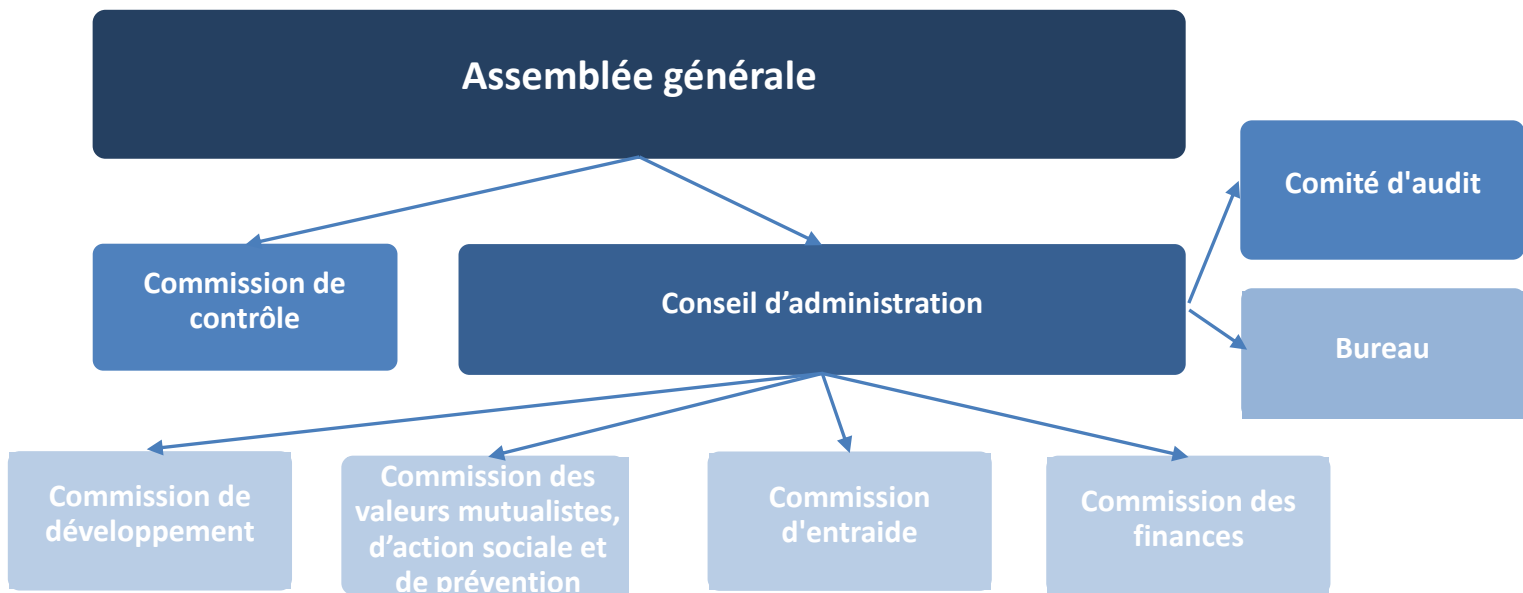 Assemblée générale
Comité d'audit
Commission de
contrôle
Conseil d’administration
Bureau
Commission de
développement
Commission des
valeurs mutualistes,
d’action sociale et
de prévention
Commission
d'entraide
Commission des
finances